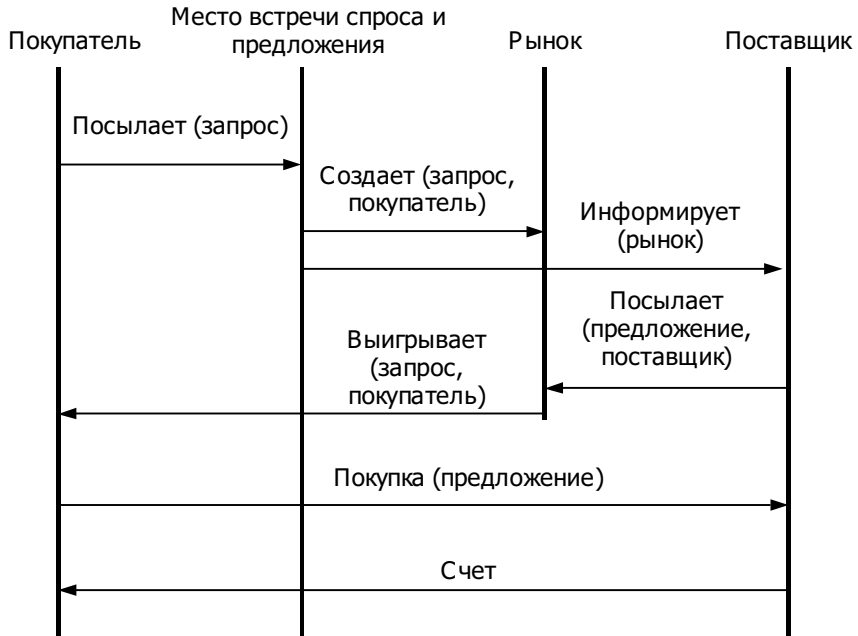 Место встречи спроса и
предложения
Покупатель
Рынок
Поставщик
Посылает (запрос)
Создает (запрос,
покупатель)
Информирует
(рынок)
Посылает
(предложение,
поставщик)
Выигрывает
(запрос,
покупатель)
Покупка (предложение)
Счет